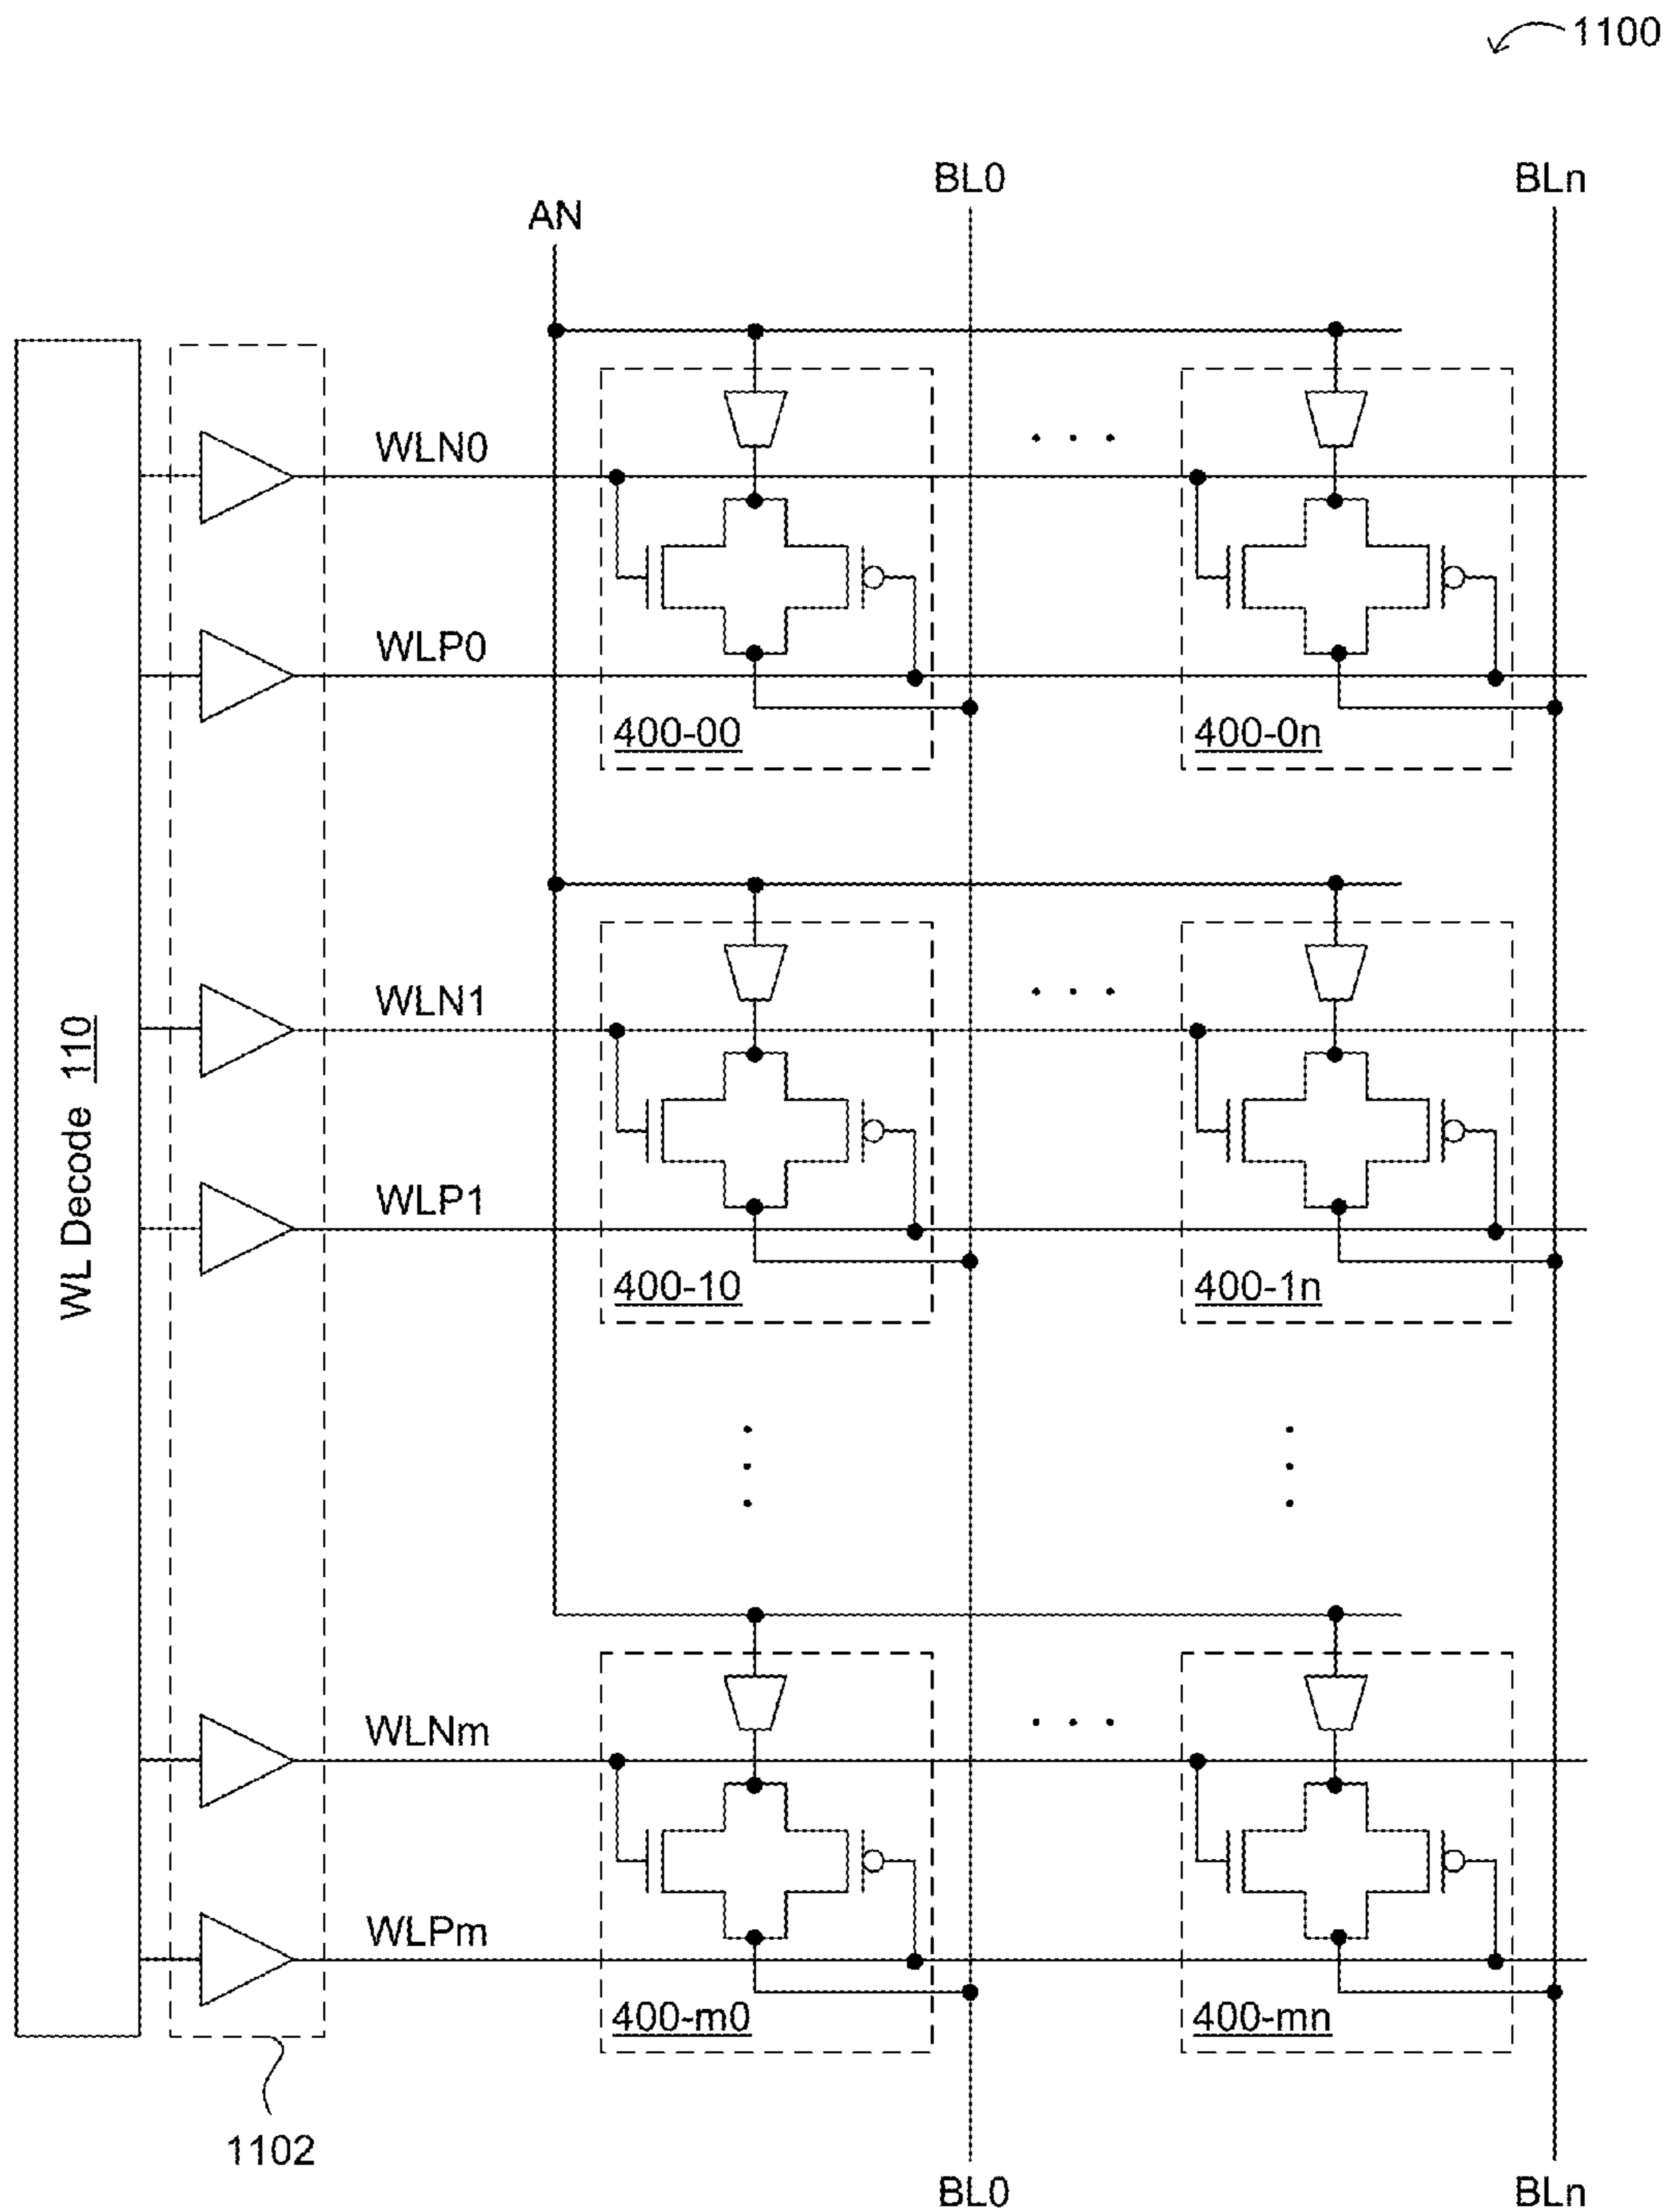 1100
BL0
BLn
AN
WLN0
WLP0
400-00
400-0n
WL Decode 110
WLN1
WLP1
400-10
400-1n
WLNm
WLPm
400-m0
400-mn
1102
BL0
BLn